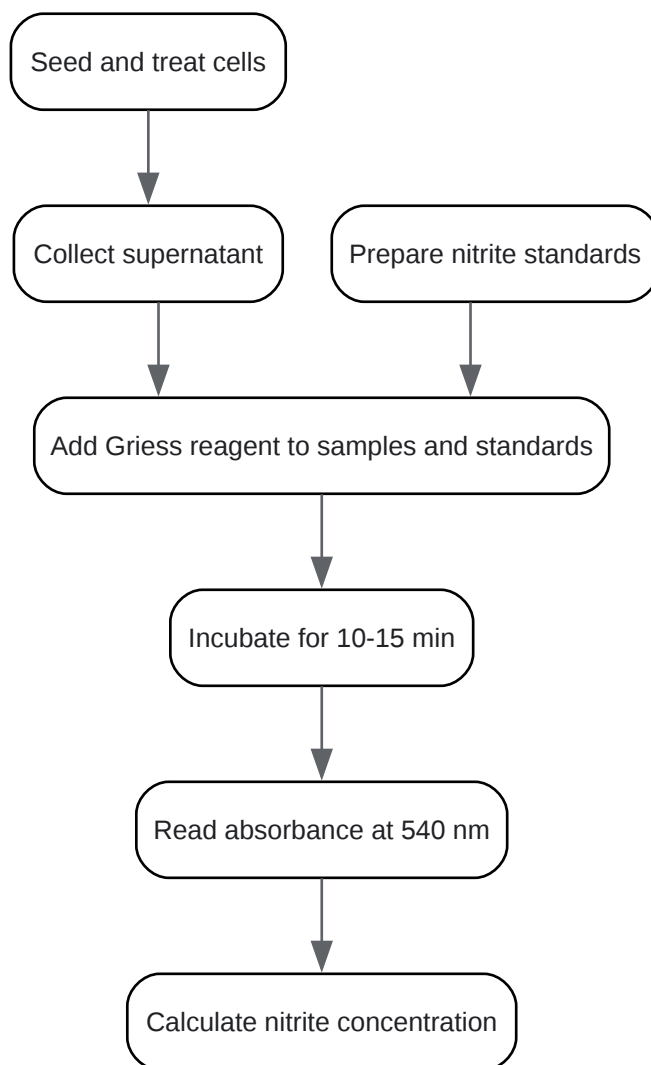 Seed and treat cells
Collect supernatant
Prepare nitrite standards
Add Griess reagent to samples and standards
Incubate for 10-15 min
Read absorbance at 540 nm
Calculate nitrite concentration